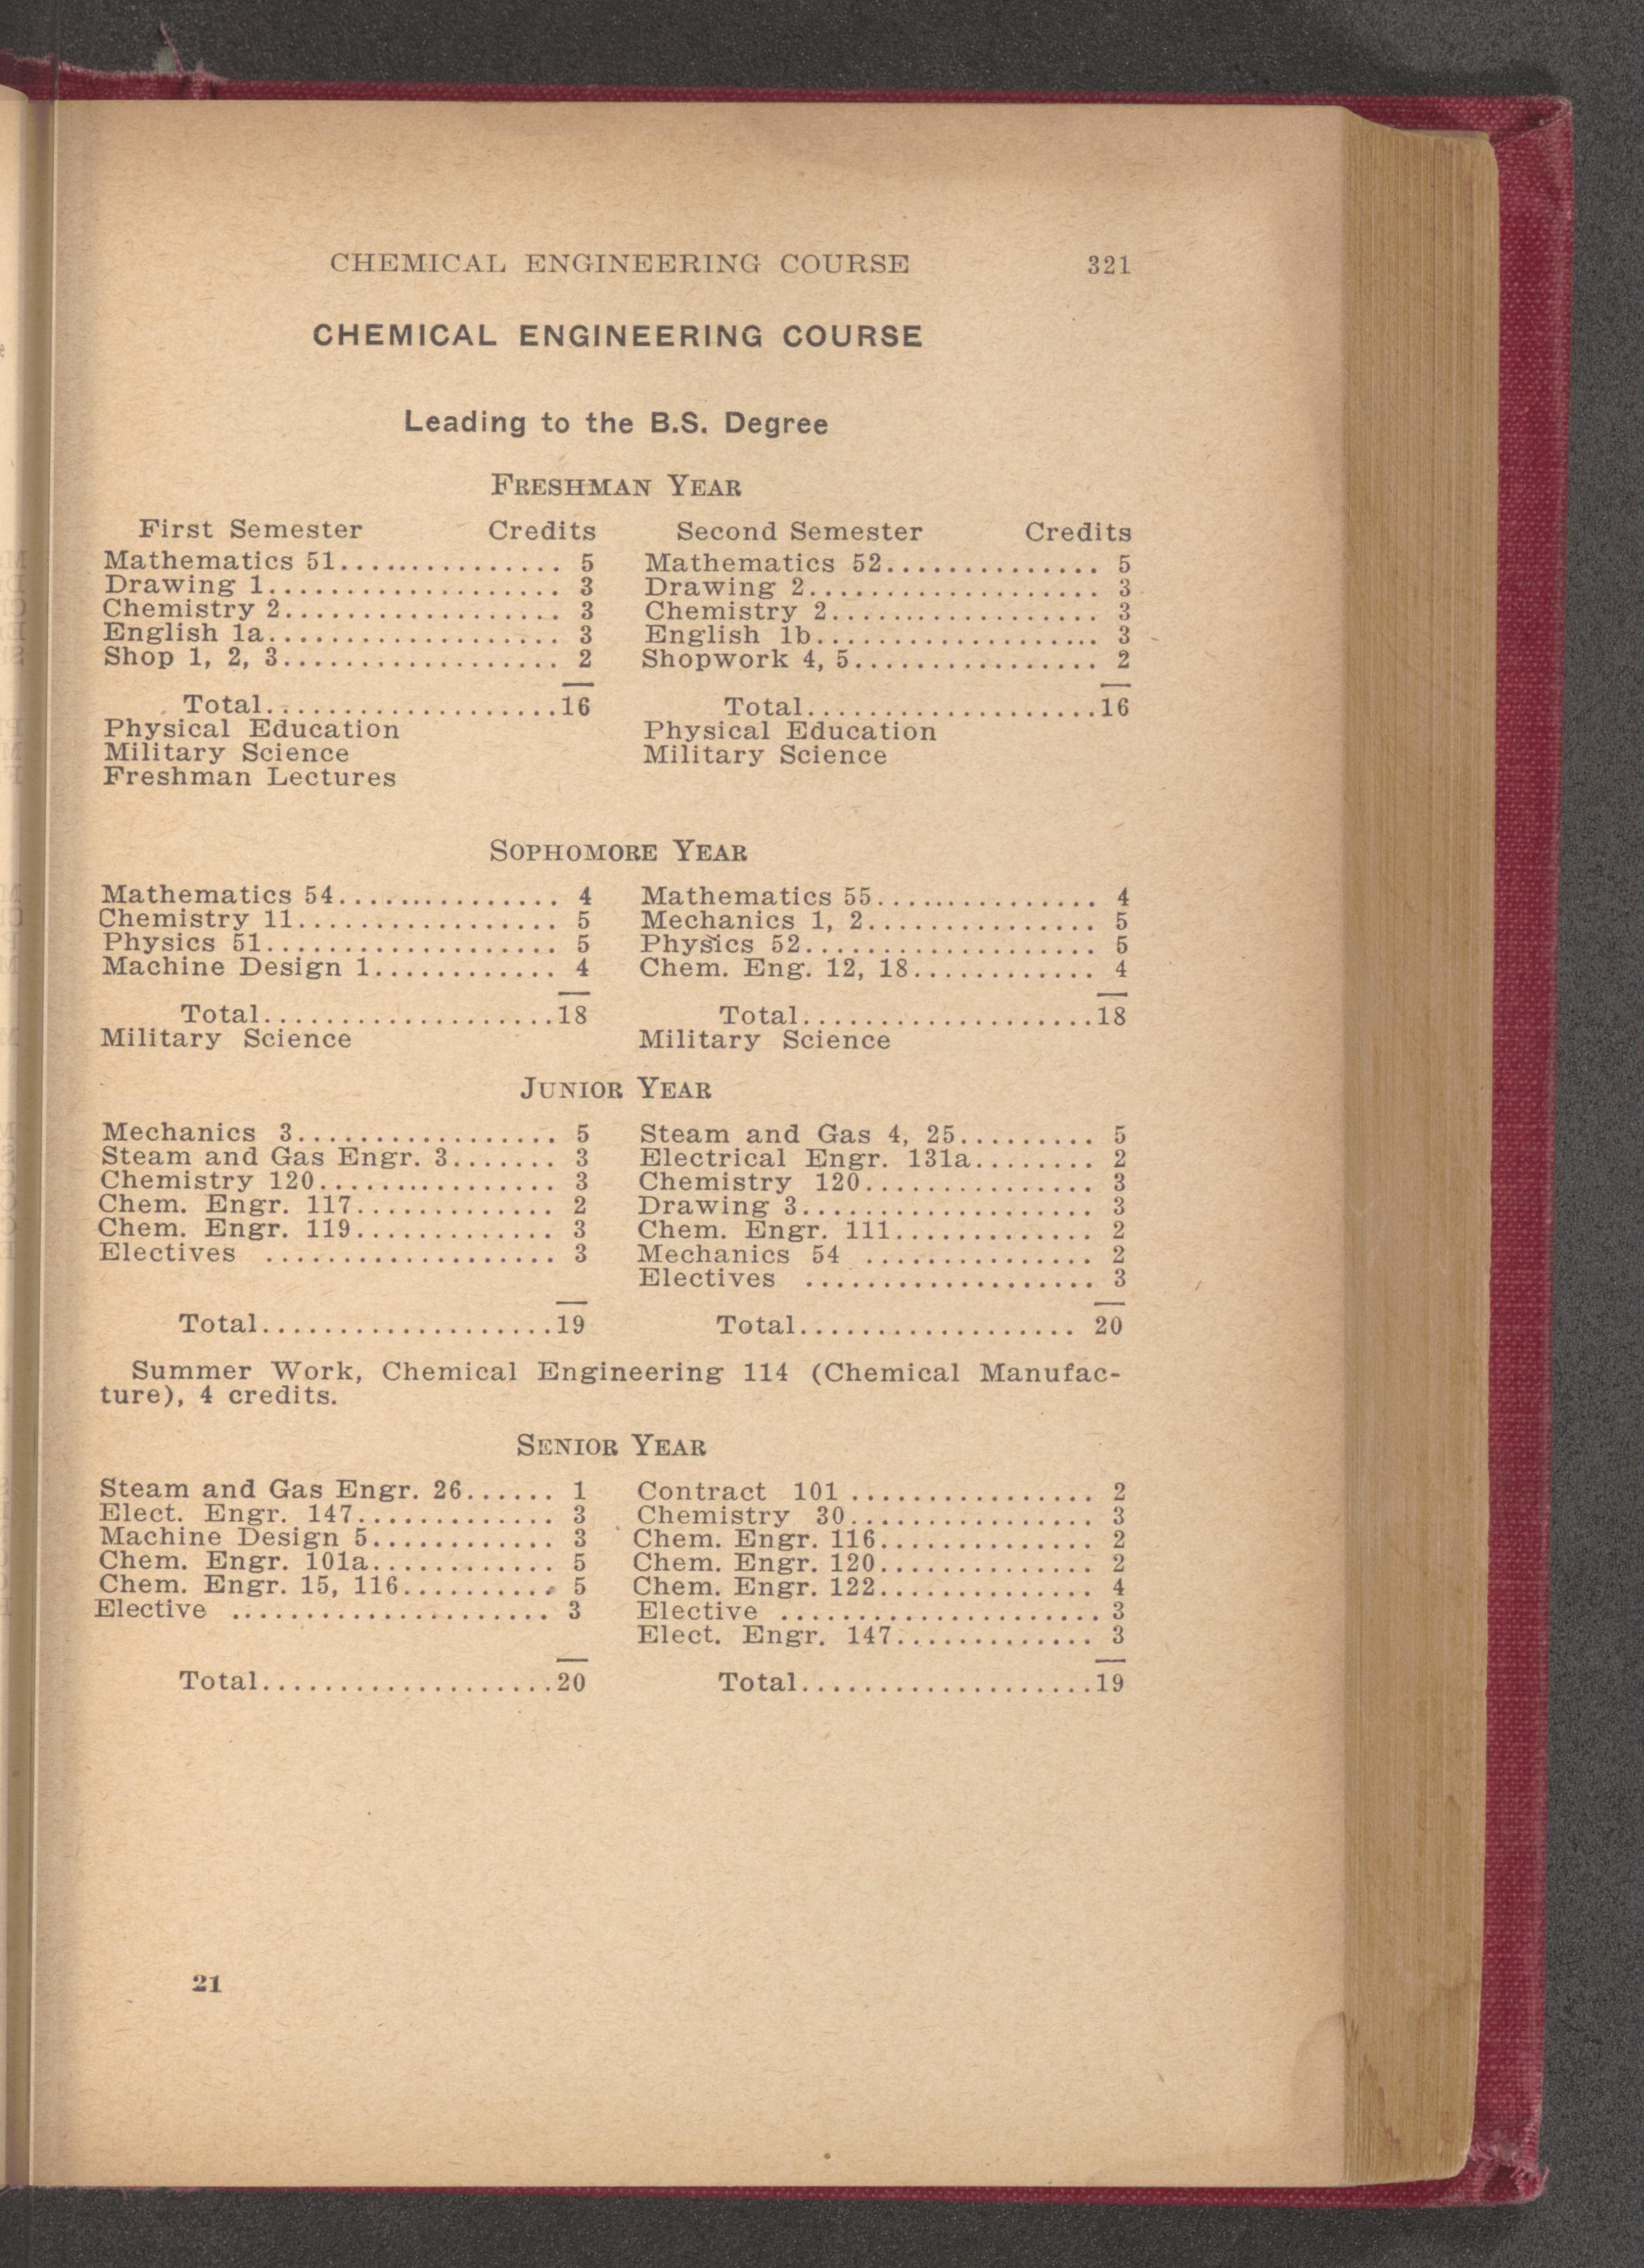 CHEMICAL ENGINEERING COURSE 321
CHEMICAL ENGINEERING COURSE
Leading to the B.S. Degree
FRESHMAN YEAR
First Semester Credits Second Semester Credits
Mathematics 51............... 5 Mathematics 52.............. 5
Drawing 1................... 3 Drawing 2................... 3
Chemistry 2.................. 3 Chemistry 2.................. 3
English 1a................... 3 English 1b................... 3
Shop 1, 2, 3.................. 2 Shopwork 4, 5................ 2
Total...................16 Total...................16
Physical Education Physical Education
Military Science Military Science
Freshman Lectures
SOPHOMORE YEAR
Mathematics 54............... 4 Mathematics 55............... 4
Chemistry 11................. 5 Mechanics 1, 2............... 5
Physics 51................... 5 Physics 52................... 5
Machine Design 1............ 4 Chem. Eng. 12, 18............ 4
Total...................18 Total...................18
Military Science Military Science
JUNIOR YEAR
Mechanics 3................. 5 Steam and Gas 4, 25......... 5
Steam and Gas Engr. 3....... 3 Electrical Engr. 131a........ 2
Chemistry 120................ 3 Chemistry 120............... 3
Chem. Engr. 117............. 2 Drawing 3................... 3
Chem. Engr. 119............. 3 Chem. Engr. 111............. 2
Electives ................... 3 Mechanics 54 ............... 2
Electives ................... 3
Total...................19 Total.................. 20
Summer Work, Chemical Engineering 114 (Chemical Manufac-
ture), 4 credits.
SENIOR YEAR
Steam and Gas Engr. 26...... 1 Contract 101 ................ 2
Elect. Engr. 147............. 3 Chemistry 30................ 3
Machine Design 5............ 3 Chem. Engr. 116.............. 2
Chem. Engr. 101a............ 5 Chem. Engr. 120.............. 2
Chem. Engr. 15, 116.......... 5 Chem. Engr. 122.............. 4
Elective ..................... 3 Elective ..................... 3
Elect. Engr. 147............. 3
Total...................20 Total...................19
21